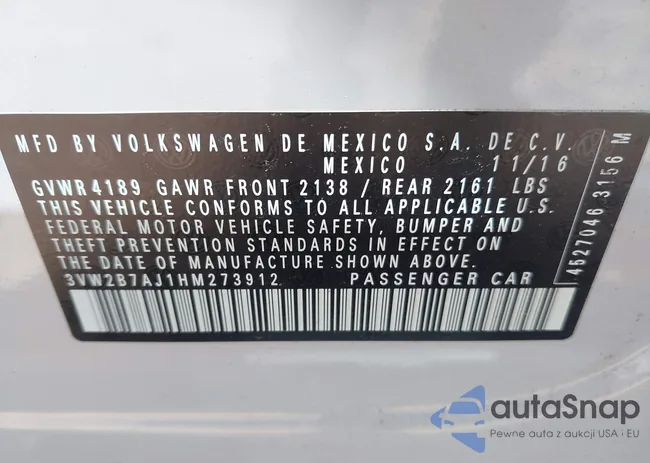 MFD BY VOLKSWAGEN DE MEXICO S.A. DE C.V.
MEXICO 11/16
GVWR 4189 GAWR FRONT 2138 / REAR 2161 LBS
THIS VEHICLE CONFORMS TO ALL APPLICABLE U.S.
FEDERAL MOTOR VEHICLE SAFETY, BUMPER AND
THEFT PREVENTION STANDARDS IN EFFECT ON
THE DATE OF MANUFACTURE SHOWN ABOVE.
3VW2B7AJ1HM273912 PASSENGER CAR
4527046 3156 M
autaSnap
Pewne auta z aukcji USA i EU